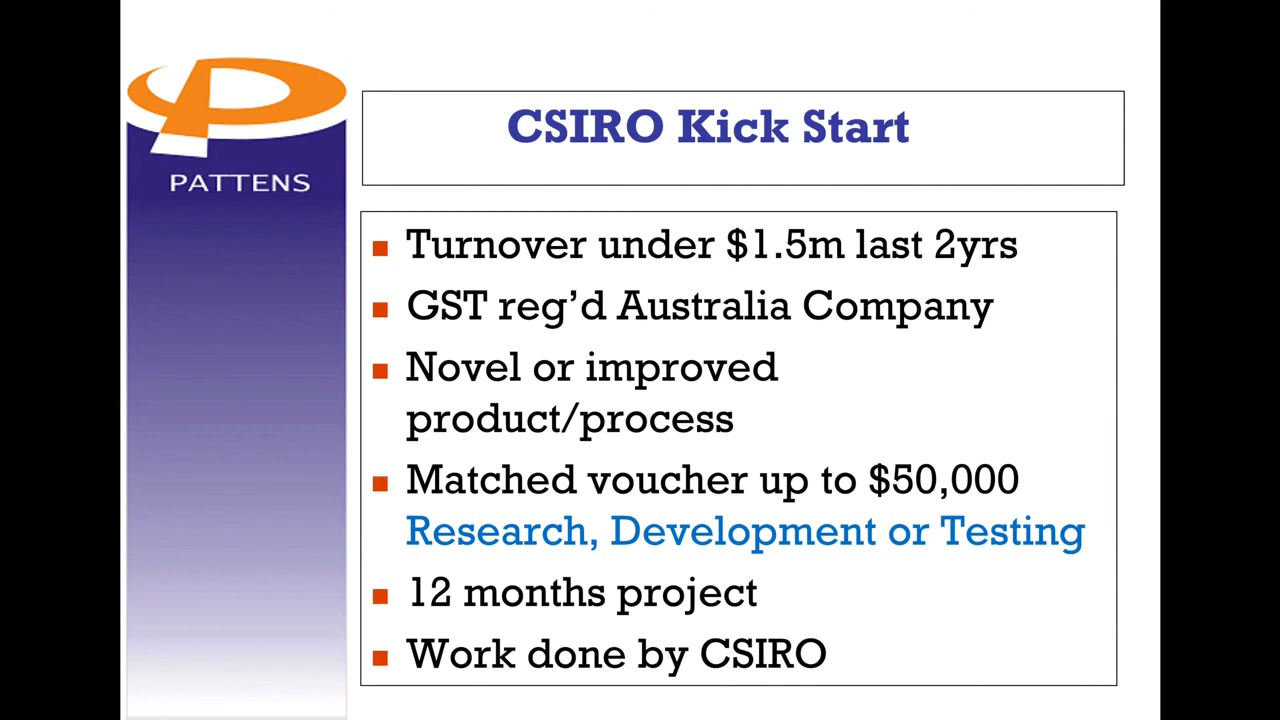 PATTENS
CSIRO Kick Start
Turnover under $1.5m last 2yrs
GST reg’d Australia Company
Novel or improved
product/process
Matched voucher up to $50,000
Research, Development or Testing
12 months project
Work done by CSIRO